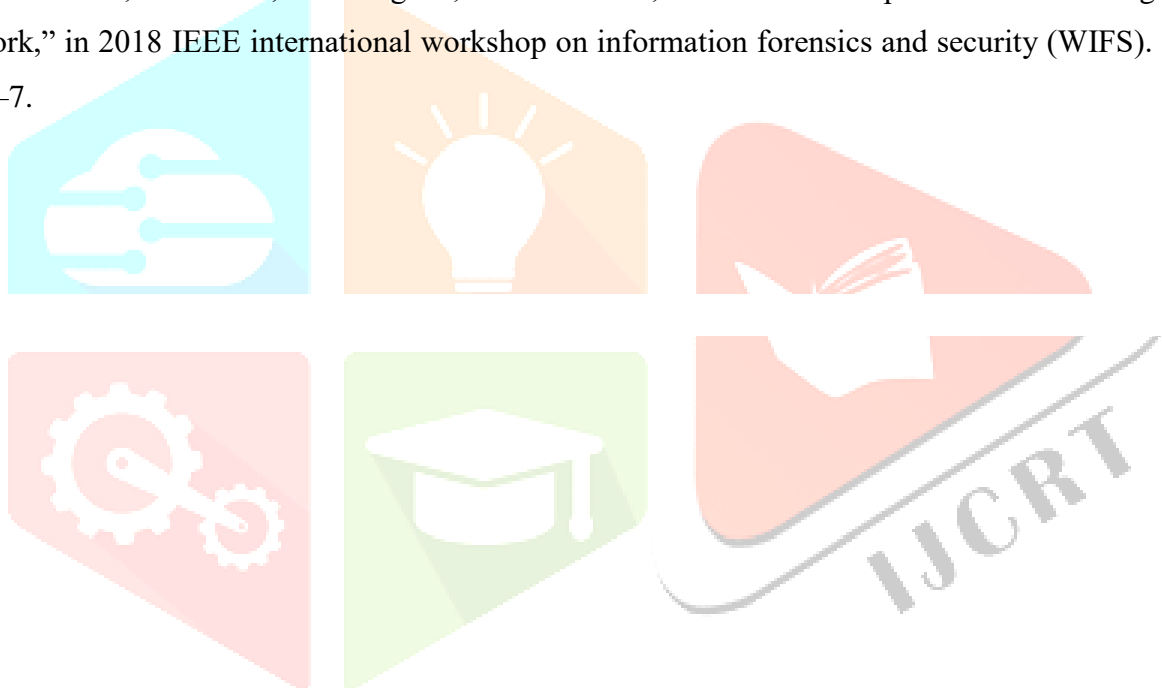 ork,” in 2018 IEEE international workshop on information forensics and security (WIFS).
–7.
IJCRT